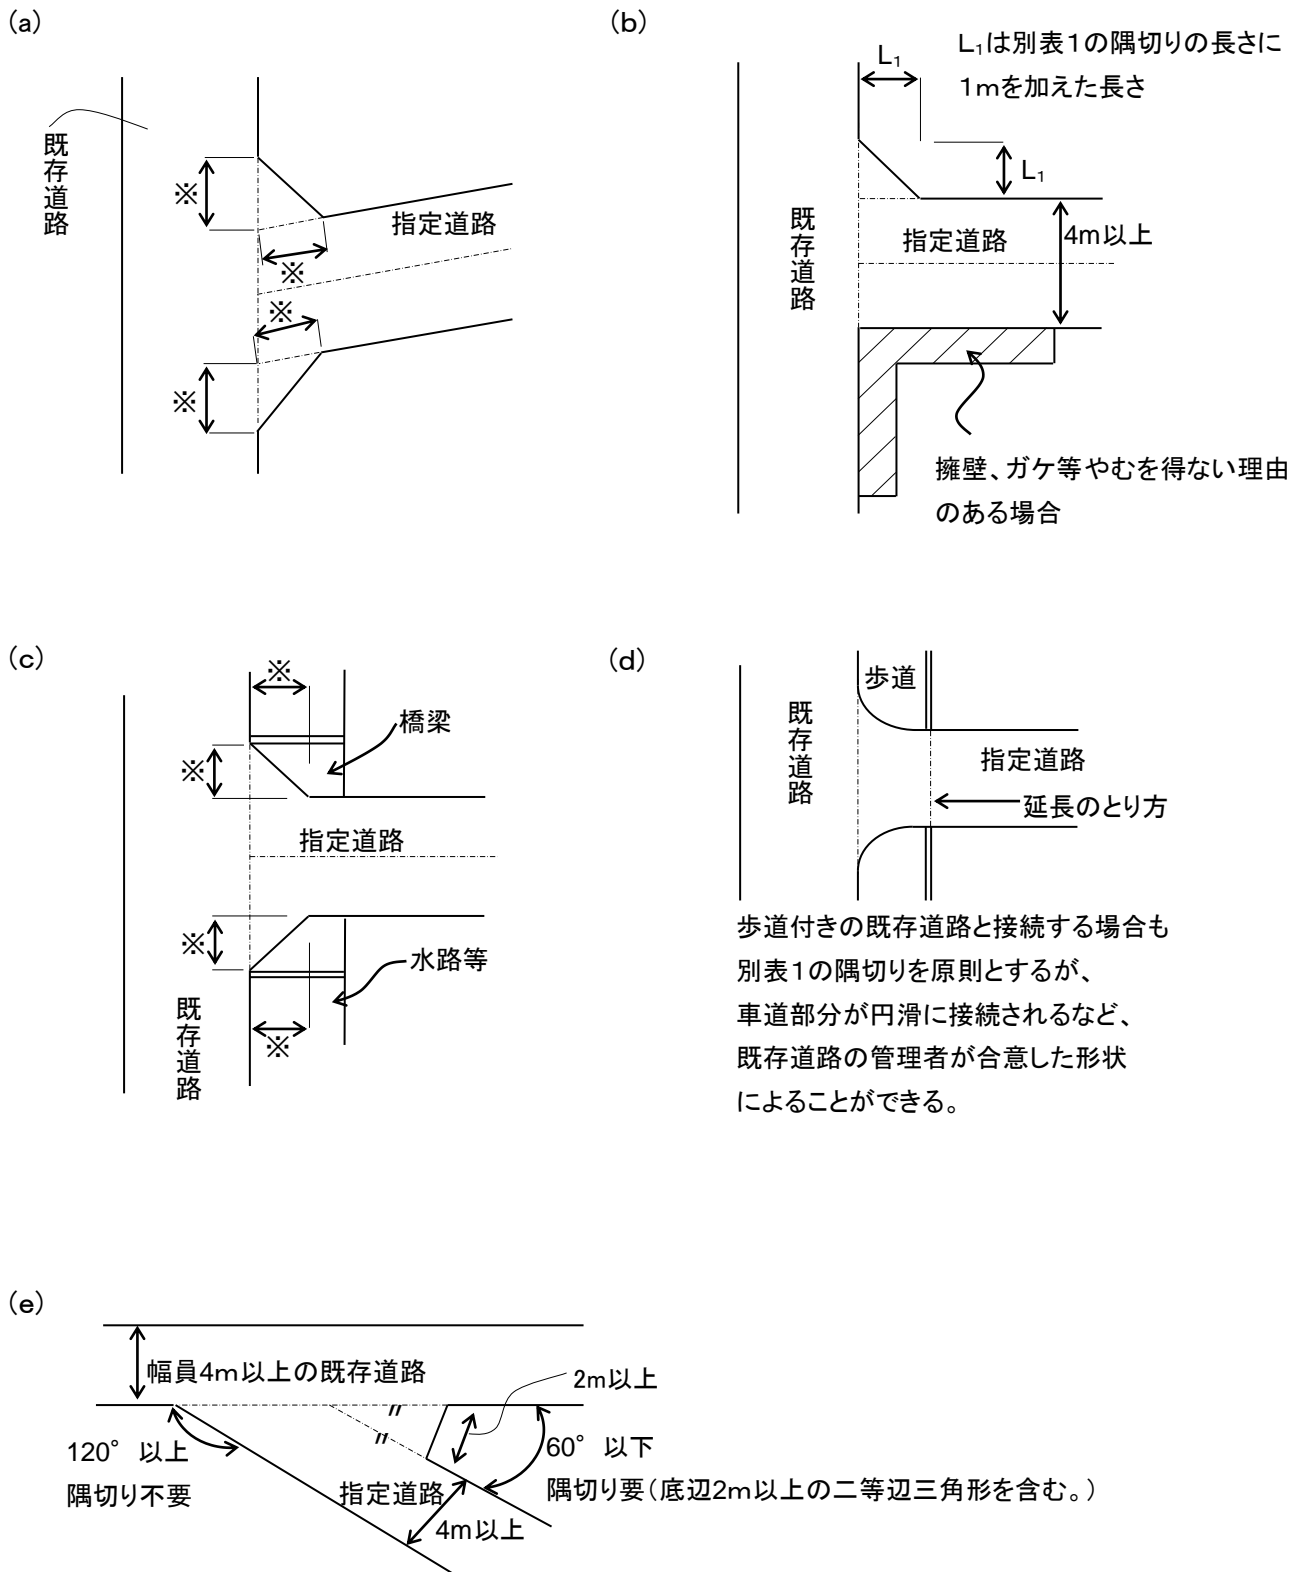 (a)
既存道路
※
※
指定道路
※
※
(b)
L₁は別表1の隅切りの長さに
1mを加えた長さ
L₁
L₁
既存道路
指定道路
4m以上
擁壁、ガケ等やむを得ない理由
のある場合
(c)
※
橋梁
※
指定道路
※
水路等
既存道路
※
(d)
歩道
既存道路
指定道路
延長のとり方
歩道付きの既存道路と接続する場合も
別表1の隅切りを原則とするが、
車道部分が円滑に接続されるなど、
既存道路の管理者が合意した形状
によることができる。
(e)
幅員4m以上の既存道路
2m以上
〃
〃
120°以上
隅切り不要
60°以下
隅切り要(底辺2m以上の二等辺三角形を含む。)
指定道路
4m以上